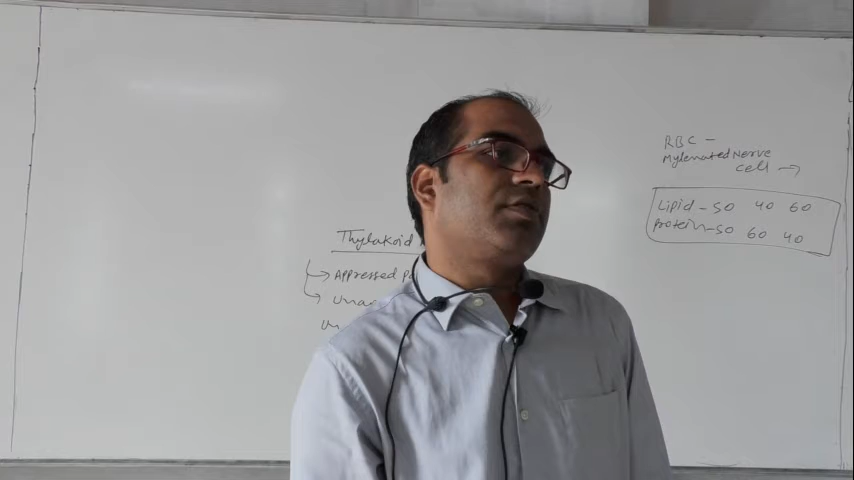 Thylakoid
Appressed
RBC -
Mylenated Nerve
cell →
Lipid - 50 40 60
Protein - 50 60 40